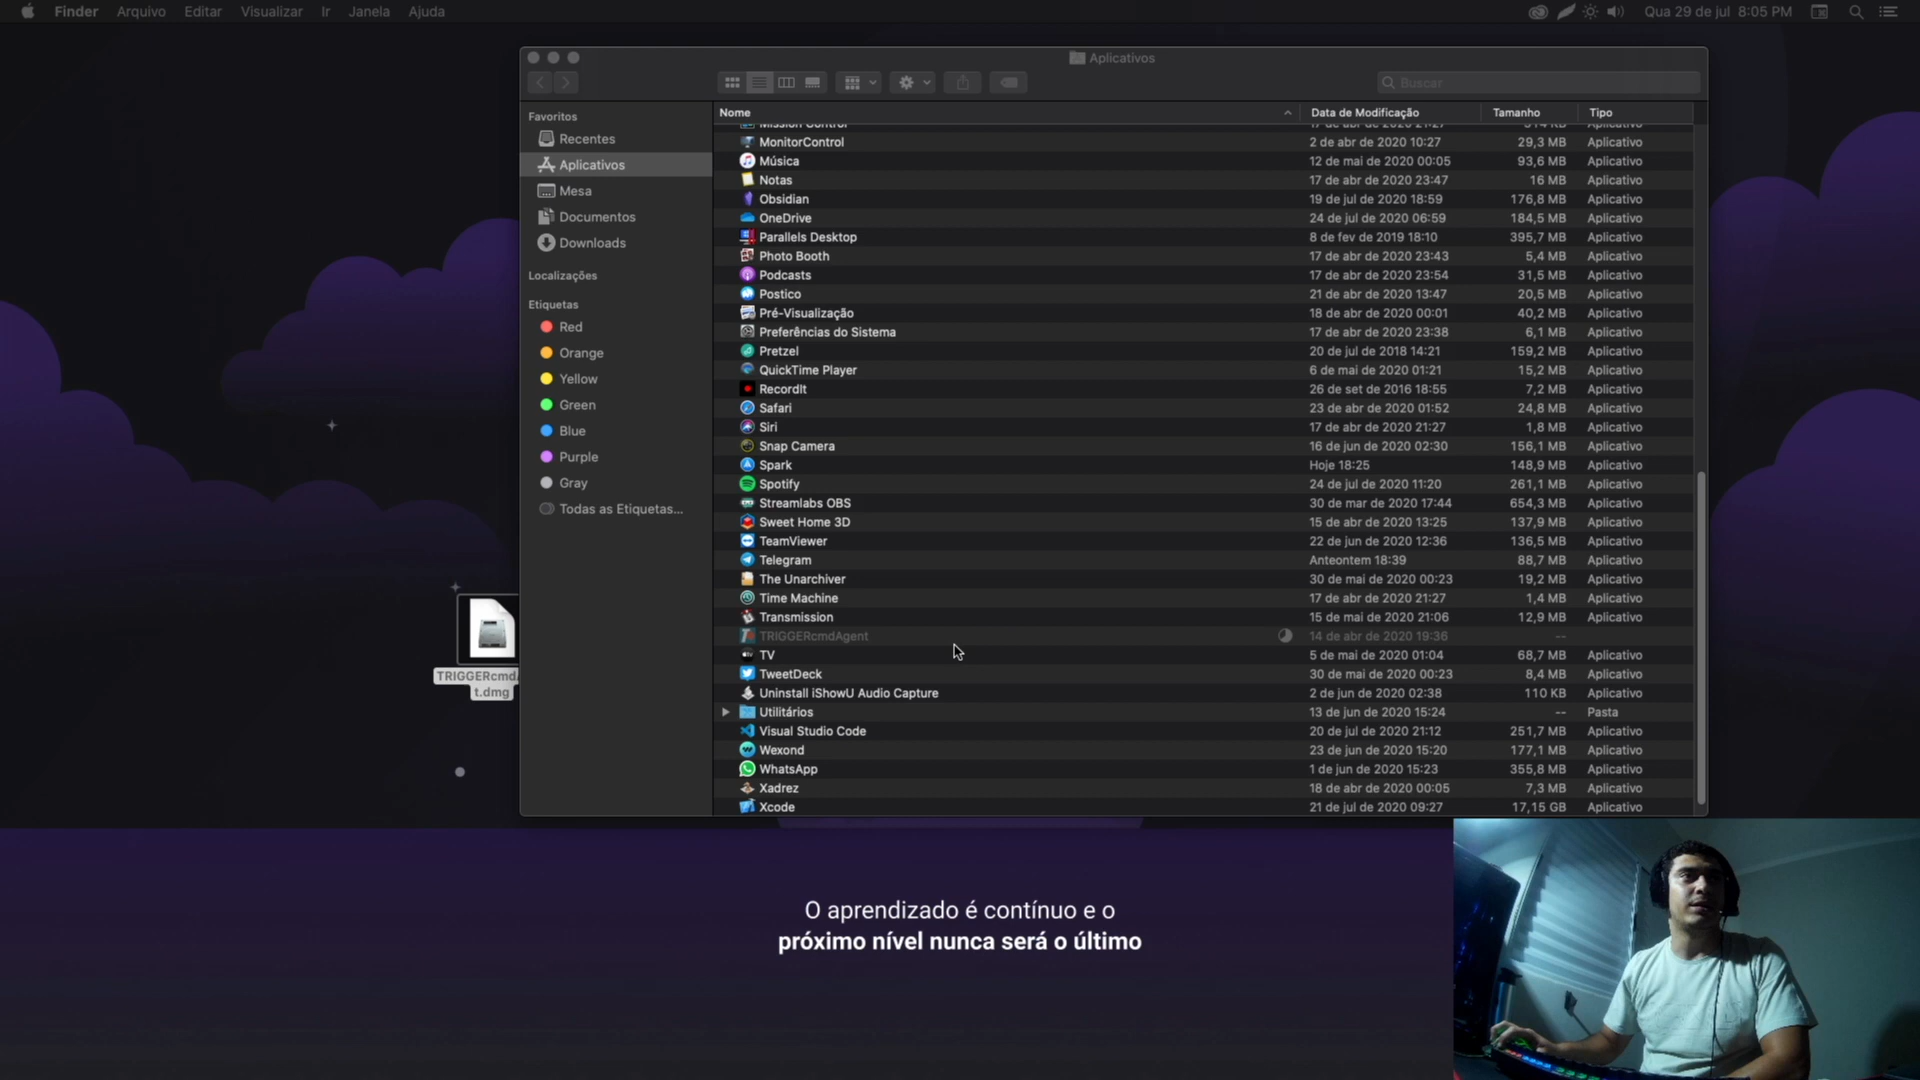 Finder Arquivo Editar Visualizar Ir Janela Ajuda Qua 29 de jul 8:05 PM
Aplicativos
Buscar
Favoritos
Recentes
Aplicativos
Mesa
Documentos
Downloads
Localizações
Etiquetas
Red
Orange
Yellow
Green
Blue
Purple
Gray
Todas as Etiquetas...
Nome Data de Modificação Tamanho Tipo
Mission Control 17 de abr de 2020 21:27 Aplicativo
MonitorControl 2 de abr de 2020 10:27 29,3 MB Aplicativo
Música 12 de mai de 2020 00:05 93,6 MB Aplicativo
Notas 17 de abr de 2020 23:47 16 MB Aplicativo
Obsidian 19 de jul de 2020 18:59 176,8 MB Aplicativo
OneDrive 24 de jul de 2020 06:59 184,5 MB Aplicativo
Parallels Desktop 8 de fev de 2019 18:10 395,7 MB Aplicativo
Photo Booth 17 de abr de 2020 23:43 5,4 MB Aplicativo
Podcasts 17 de abr de 2020 23:54 31,5 MB Aplicativo
Postico 21 de abr de 2020 13:47 20,5 MB Aplicativo
Pré-Visualização 18 de abr de 2020 00:01 40,2 MB Aplicativo
Preferências do Sistema 17 de abr de 2020 23:38 6,1 MB Aplicativo
Pretzel 20 de jul de 2018 14:21 159,2 MB Aplicativo
QuickTime Player 6 de mai de 2020 01:21 15,2 MB Aplicativo
RecordIt 26 de set de 2016 18:55 7,2 MB Aplicativo
Safari 23 de abr de 2020 01:52 24,8 MB Aplicativo
Siri 17 de abr de 2020 21:27 1,8 MB Aplicativo
Snap Camera 16 de jun de 2020 02:30 156,1 MB Aplicativo
Spark Hoje 18:25 148,9 MB Aplicativo
Spotify 24 de jul de 2020 11:20 261,1 MB Aplicativo
Streamlabs OBS 30 de mar de 2020 17:44 654,3 MB Aplicativo
Sweet Home 3D 15 de abr de 2020 13:25 137,9 MB Aplicativo
TeamViewer 22 de jun de 2020 12:36 136,5 MB Aplicativo
Telegram Anteontem 18:39 88,7 MB Aplicativo
The Unarchiver 30 de mai de 2020 00:23 19,2 MB Aplicativo
Time Machine 17 de abr de 2020 21:27 1,4 MB Aplicativo
Transmission 15 de mai de 2020 21:06 12,9 MB Aplicativo
TRIGGERcmdAgent 14 de abr de 2020 19:36 --
TV 5 de mai de 2020 01:04 68,7 MB Aplicativo
TweetDeck 30 de mai de 2020 00:23 8,4 MB Aplicativo
Uninstall iShowU Audio Capture 2 de jun de 2020 02:38 110 KB Aplicativo
Utilitários 13 de jun de 2020 15:24 -- Pasta
Visual Studio Code 20 de jul de 2020 21:12 251,7 MB Aplicativo
Wexond 23 de jun de 2020 15:20 177,1 MB Aplicativo
WhatsApp 1 de jun de 2020 15:23 355,8 MB Aplicativo
Xadrez 18 de abr de 2020 00:05 7,3 MB Aplicativo
Xcode 21 de jul de 2020 09:27 17,15 GB Aplicativo
TRIGGERcmd
t.dmg
O aprendizado é contínuo e o
próximo nível nunca será o último